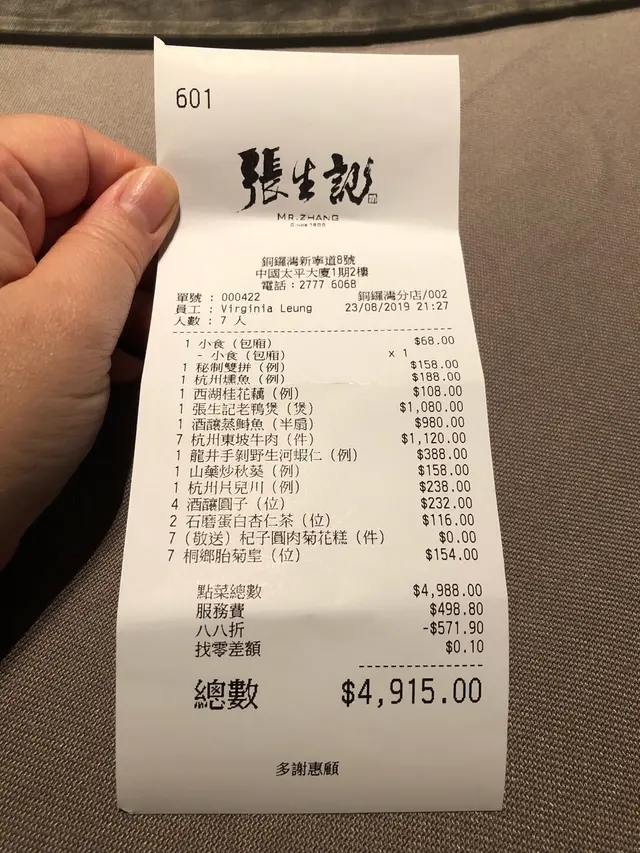 601
張生記
MR.ZHANG
銅鑼灣新寧道8號
中國太平大廈1期2樓
電話：2777 6068
單號 : 000422 銅鑼灣分店/002
員工 : Virginia Leung 23/08/2019 21:27
人數 : 7 人
1 小食（包廂） $68.00
- 小食（包廂） x 1
1 秘制雙拼（例） $158.00
1 杭州燻魚（例） $188.00
1 西湖桂花藕（例） $108.00
1 張生記老鴨煲（煲） $1,080.00
1 酒釀蒸鰣魚（半扇） $980.00
7 杭州東坡牛肉（件） $1,120.00
1 龍井手剝野生河蝦仁（例） $388.00
1 山藥炒秋葵（例） $158.00
1 杭州片兒川（例） $238.00
4 酒釀圓子（位） $232.00
2 石磨蛋白杏仁茶（位） $116.00
7（敬送）杞子圓肉菊花糕（件） $0.00
7 桐鄉胎菊皇（位） $154.00
點菜總數 $4,988.00
服務費 $498.80
八八折 -$571.90
找零差額 $0.10
總數 $4,915.00
多謝惠顧